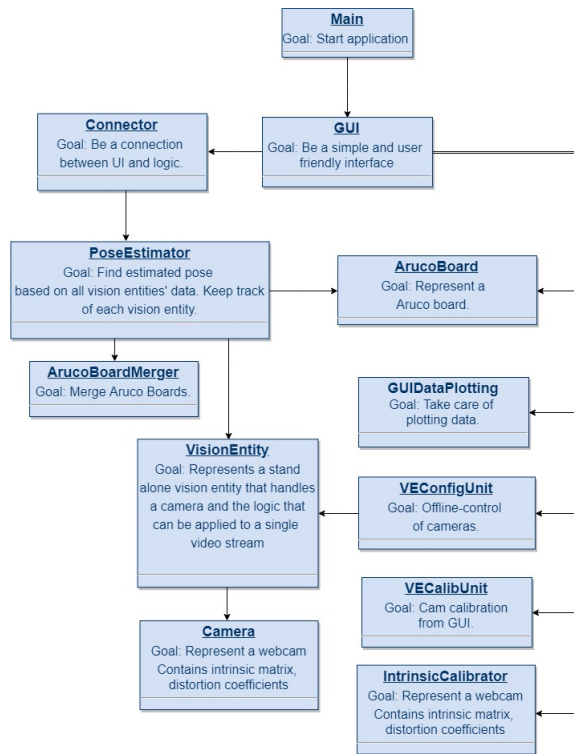 Main
Goal: Start application
Connector
Goal: Be a connection
between UI and logic.
GUI
Goal: Be a simple and user
friendly interface
PoseEstimator
Goal: Find estimated pose
based on all vision entities' data. Keep track
of each vision entity.
ArucoBoard
Goal: Represent a
Aruco board.
ArucoBoardMerger
Goal: Merge Aruco Boards.
GUIDataPlotting
Goal: Take care of
plotting data.
VisionEntity
Goal: Represents a stand
alone vision entity that handles
a camera and the logic that
can be applied to a single
video stream
VEConfigUnit
Goal: Offline-control
of cameras.
VECalibUnit
Goal: Cam calibration
from GUI.
Camera
Goal: Represent a webcam
Contains intrinsic matrix,
distortion coefficients
IntrinsicCalibrator
Goal: Represent a webcam
Contains intrinsic matrix,
distortion coefficients